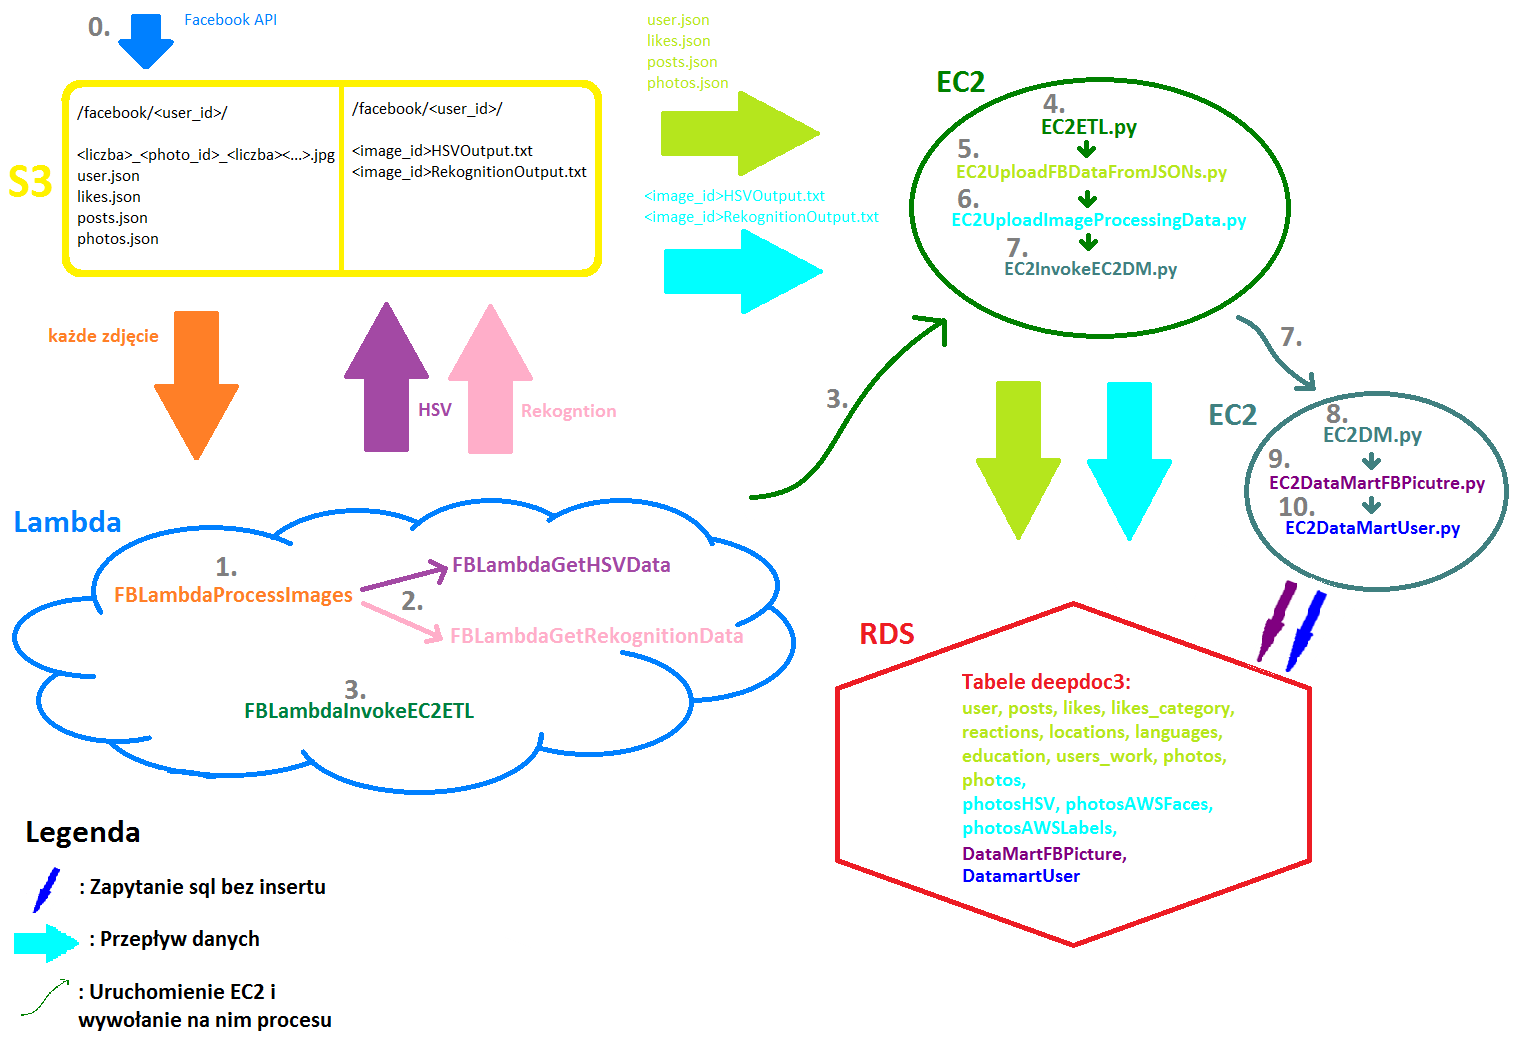 0.
Facebook API
S3
/facebook/<user_id>/
<liczba>_<photo_id>_<liczba><...>.jpg
user.json
likes.json
posts.json
photos.json
/facebook/<user_id>/
<image_id>HSVOutput.txt
<image_id>RekognitionOutput.txt
user.json
likes.json
posts.json
photos.json
<image_id>HSVOutput.txt
<image_id>RekognitionOutput.txt
EC2
4.
EC2ETL.py
5.
EC2UploadFBDataFromJSONs.py
6.
EC2UploadImageProcessingData.py
7.
EC2InvokeEC2DM.py
każde zdjęcie
HSV
Rekogntion
3.
7.
EC2
8.
EC2DM.py
9.
EC2DataMartFBPicutre.py
10.
EC2DataMartUser.py
Lambda
1.
FBLambdaProcessImages
2.
FBLambdaGetHSVData
FBLambdaGetRekognitionData
3.
FBLambdaInvokeEC2ETL
RDS
Tabele deepdoc3:
user, posts, likes, likes_category,
reactions, locations, languages,
education, users_work, photos,
photos,
photosHSV, photosAWSFaces,
photosAWSLabels,
DataMartFBPicture,
DatamartUser
Legenda
: Zapytanie sql bez insertu
: Przepływ danych
: Uruchomienie EC2 i
wywołanie na nim procesu